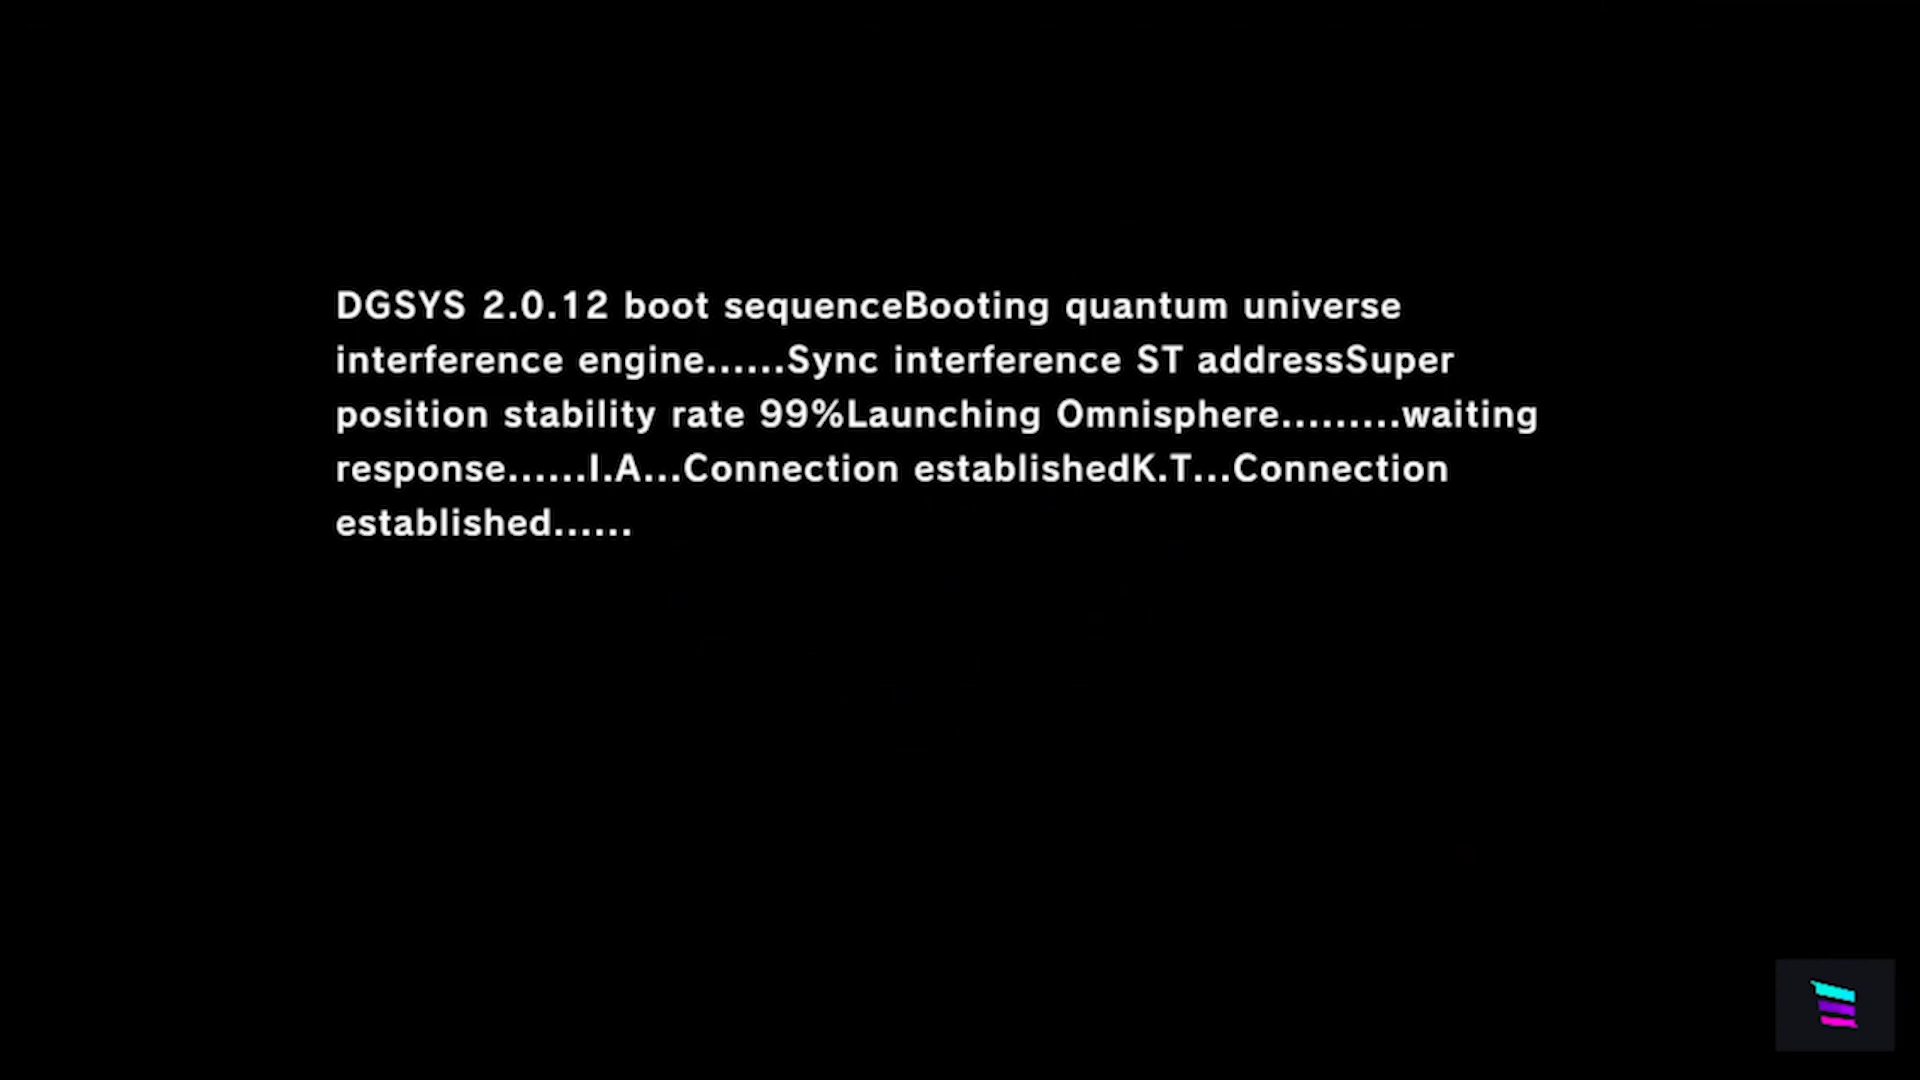 DGSYS 2.0.12 boot sequenceBooting quantum universe
interference engine......Sync interference ST addressSuper
position stability rate 99%Launching Omnisphere.........waiting
response......I.A...Connection establishedK.T...Connection
established......